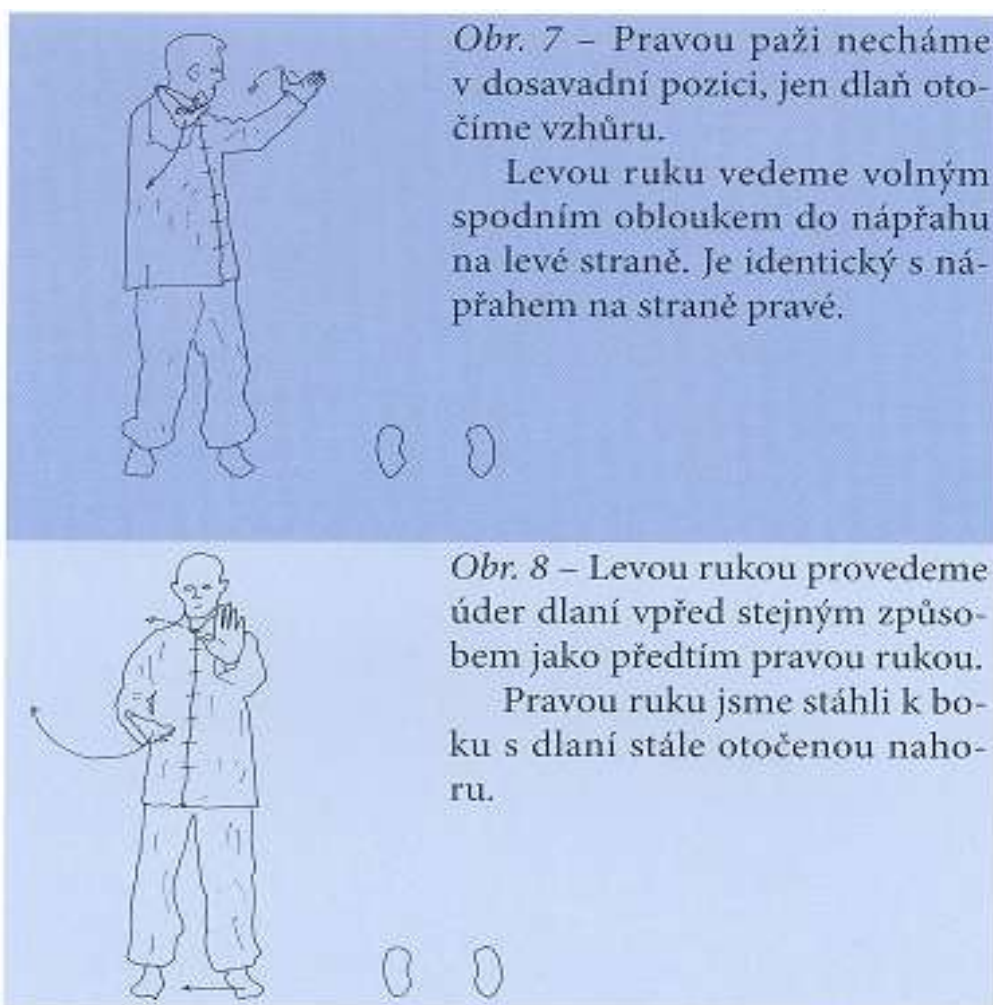 Obr. 7 – Pravou paži necháme
v dosavadní pozici, jen dlaň oto-
číme vzhůru.
Levou ruku vedeme volným
spodním obloukem do nápřahu
na levé straně. Je identický s ná-
přahem na straně pravé.
Obr. 8 – Levou rukou provedeme
úder dlaní vpřed stejným způso-
bem jako předtím pravou rukou.
Pravou ruku jsme stáhli k bo-
ku s dlaní stále otočenou naho-
ru.